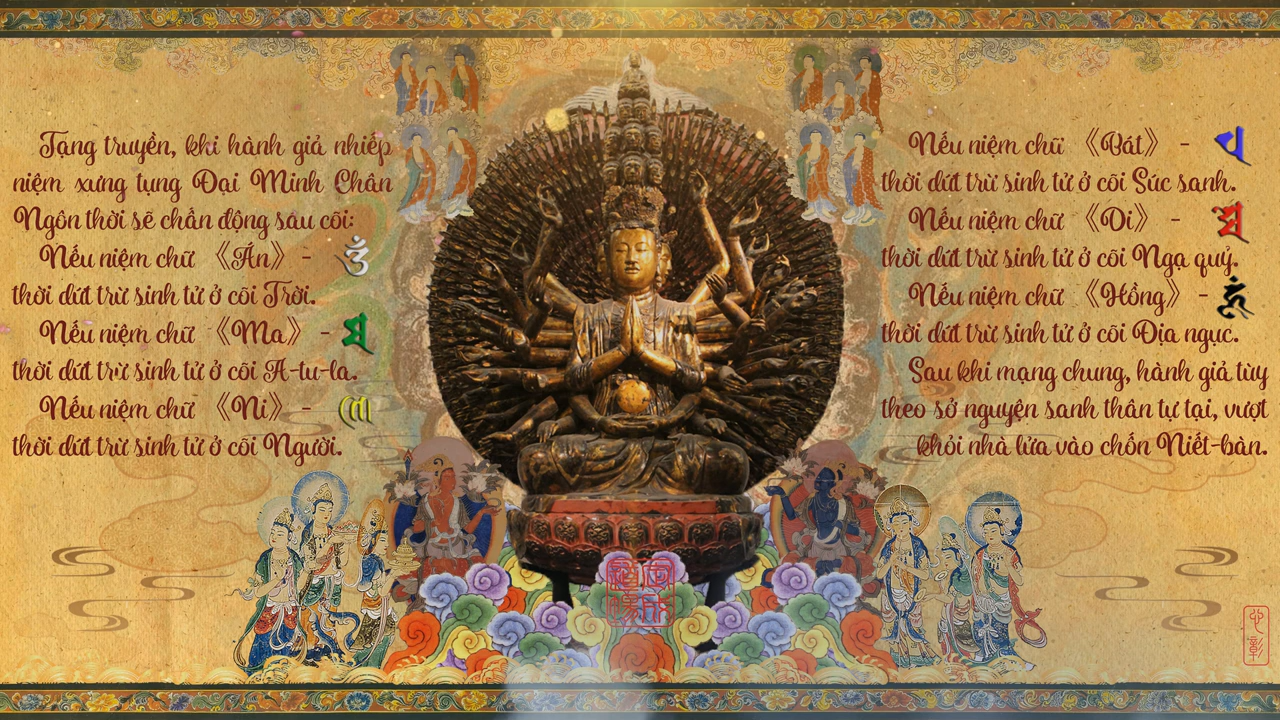 Tạng truyền, khi hành giả nhiếp
niệm xưng tụng Đại Minh Chân
Ngôn thời sẽ chấn động sáu cõi:
Nếu niệm chữ 《Án》 - ॐ
thời dứt trừ sinh tử ở cõi Trời.
Nếu niệm chữ 《Ma》 -
thời dứt trừ sinh tử ở cõi A-tu-la.
Nếu niệm chữ 《Ni》 -
thời dứt trừ sinh tử ở cõi Người.
Nếu niệm chữ 《Bát》 -
thời dứt trừ sinh tử ở cõi Súc sanh.
Nếu niệm chữ 《Di》 -
thời dứt trừ sinh tử ở cõi Ngạ quỷ.
Nếu niệm chữ 《Hồng》 -
thời dứt trừ sinh tử ở cõi Địa ngục.
Sau khi mạng chung, hành giả tùy
theo sở nguyện sanh thân tự tại, vượt
khỏi nhà lửa vào chốn Niết-bàn.